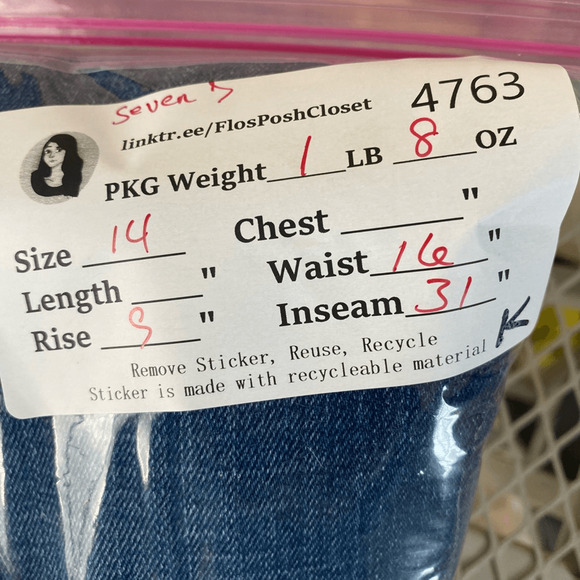 seven 7
linktr.ee/FlosPoshCloset 4763
PKG Weight 1 LB 8 OZ
Size 14 Chest "
Length " Waist 16 "
Rise " Inseam 31 "
K
Remove Sticker, Reuse, Recycle
Sticker is made with recycleable material